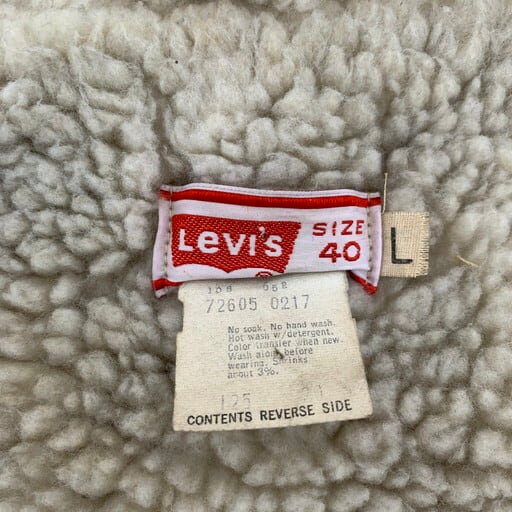 Levi's
SIZE
40
L
®
72605 0217
No soak. No hand wash.
Hot wash w/detergent.
Color transfer when new.
Wash alone before
wearing. Shrinks
about 3%.
125
CONTENTS REVERSE SIDE